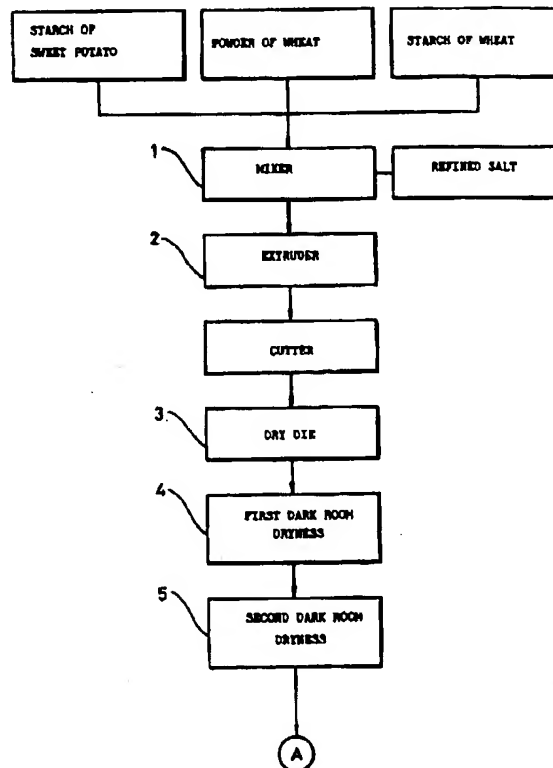 STARCH OF
SWEET POTATO
POWDER OF WHEAT
STARCH OF WHEAT
1
MIXER
REFINED SALT
2
EXTRUDER
CUTTER
3
DRY DIE
4
FIRST DARK ROOM
DRYNESS
5
SECOND DARK ROOM
DRYNESS
A